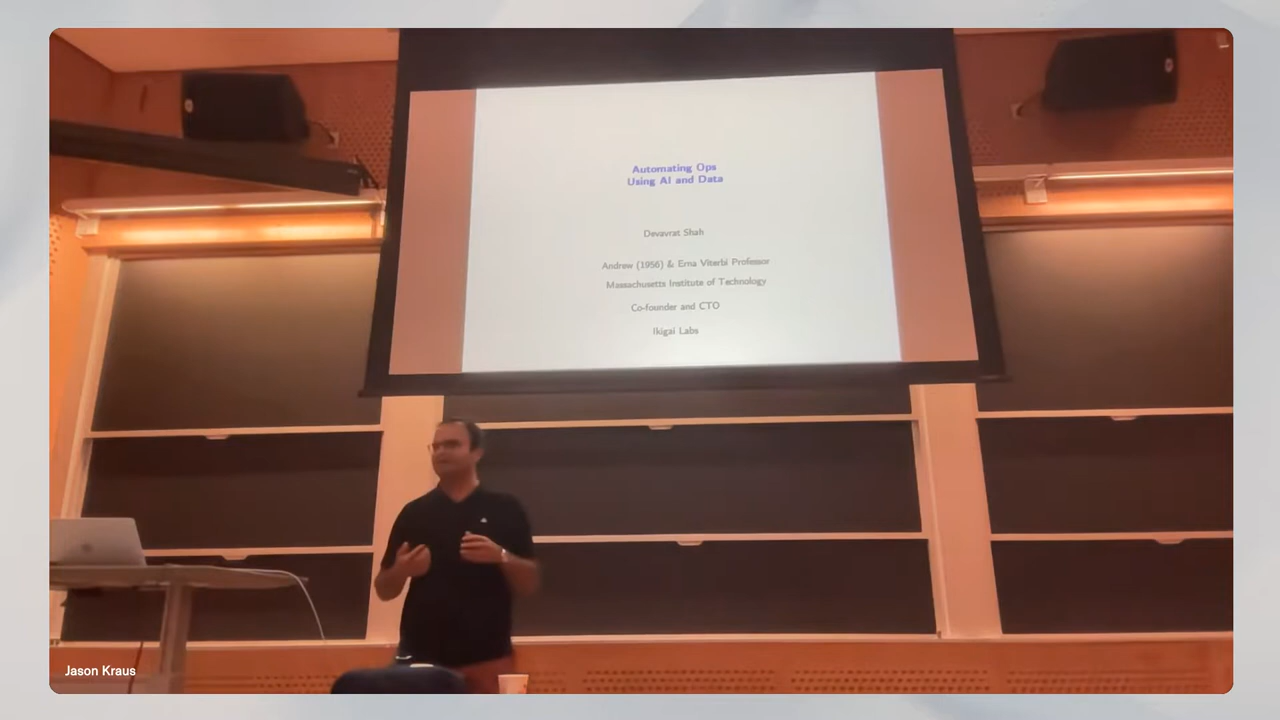 Automating Ops
Using AI and Data
Devavrat Shah
Andrew (1956) & Erna Viterbi Professor
Massachusetts Institute of Technology
Co-founder and CTO
Ikigai Labs
Jason Kraus